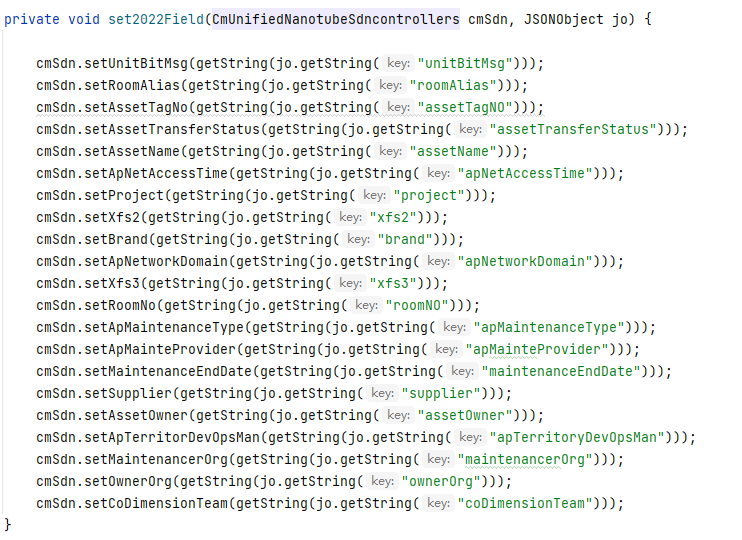 private void set2022Field(CmUnifiedNanotubeSdncontrollers cmSdn, JSONObject jo) {
cmSdn.setUnitBitMsg(getString(jo.getString( key: "unitBitMsg")));
cmSdn.setRoomAlias(getString(jo.getString( key: "roomAlias")));
cmSdn.setAssetTagNo(getString(jo.getString( key: "assetTagNO")));
cmSdn.setAssetTransferStatus(getString(jo.getString( key: "assetTransferStatus")));
cmSdn.setAssetName(getString(jo.getString( key: "assetName")));
cmSdn.setApNetAccessTime(getString(jo.getString( key: "apNetAccessTime")));
cmSdn.setProject(getString(jo.getString( key: "project")));
cmSdn.setXfs2(getString(jo.getString( key: "xfs2")));
cmSdn.setBrand(getString(jo.getString( key: "brand")));
cmSdn.setApNetworkDomain(getString(jo.getString( key: "apNetworkDomain")));
cmSdn.setXfs3(getString(jo.getString( key: "xfs3")));
cmSdn.setRoomNo(getString(jo.getString( key: "roomNO")));
cmSdn.setApMaintenanceType(getString(jo.getString( key: "apMaintenanceType")));
cmSdn.setApMainteProvider(getString(jo.getString( key: "apMainteProvider")));
cmSdn.setMaintenanceEndDate(getString(jo.getString( key: "maintenanceEndDate")));
cmSdn.setSupplier(getString(jo.getString( key: "supplier")));
cmSdn.setAssetOwner(getString(jo.getString( key: "assetOwner")));
cmSdn.setApTerritorDevOpsMan(getString(jo.getString( key: "apTerritoryDevOpsMan")));
cmSdn.setMaintenancerOrg(getString(jo.getString( key: "maintenancerOrg")));
cmSdn.setOwnerOrg(getString(jo.getString( key: "ownerOrg")));
cmSdn.setCoDimensionTeam(getString(jo.getString( key: "coDimensionTeam")));
}